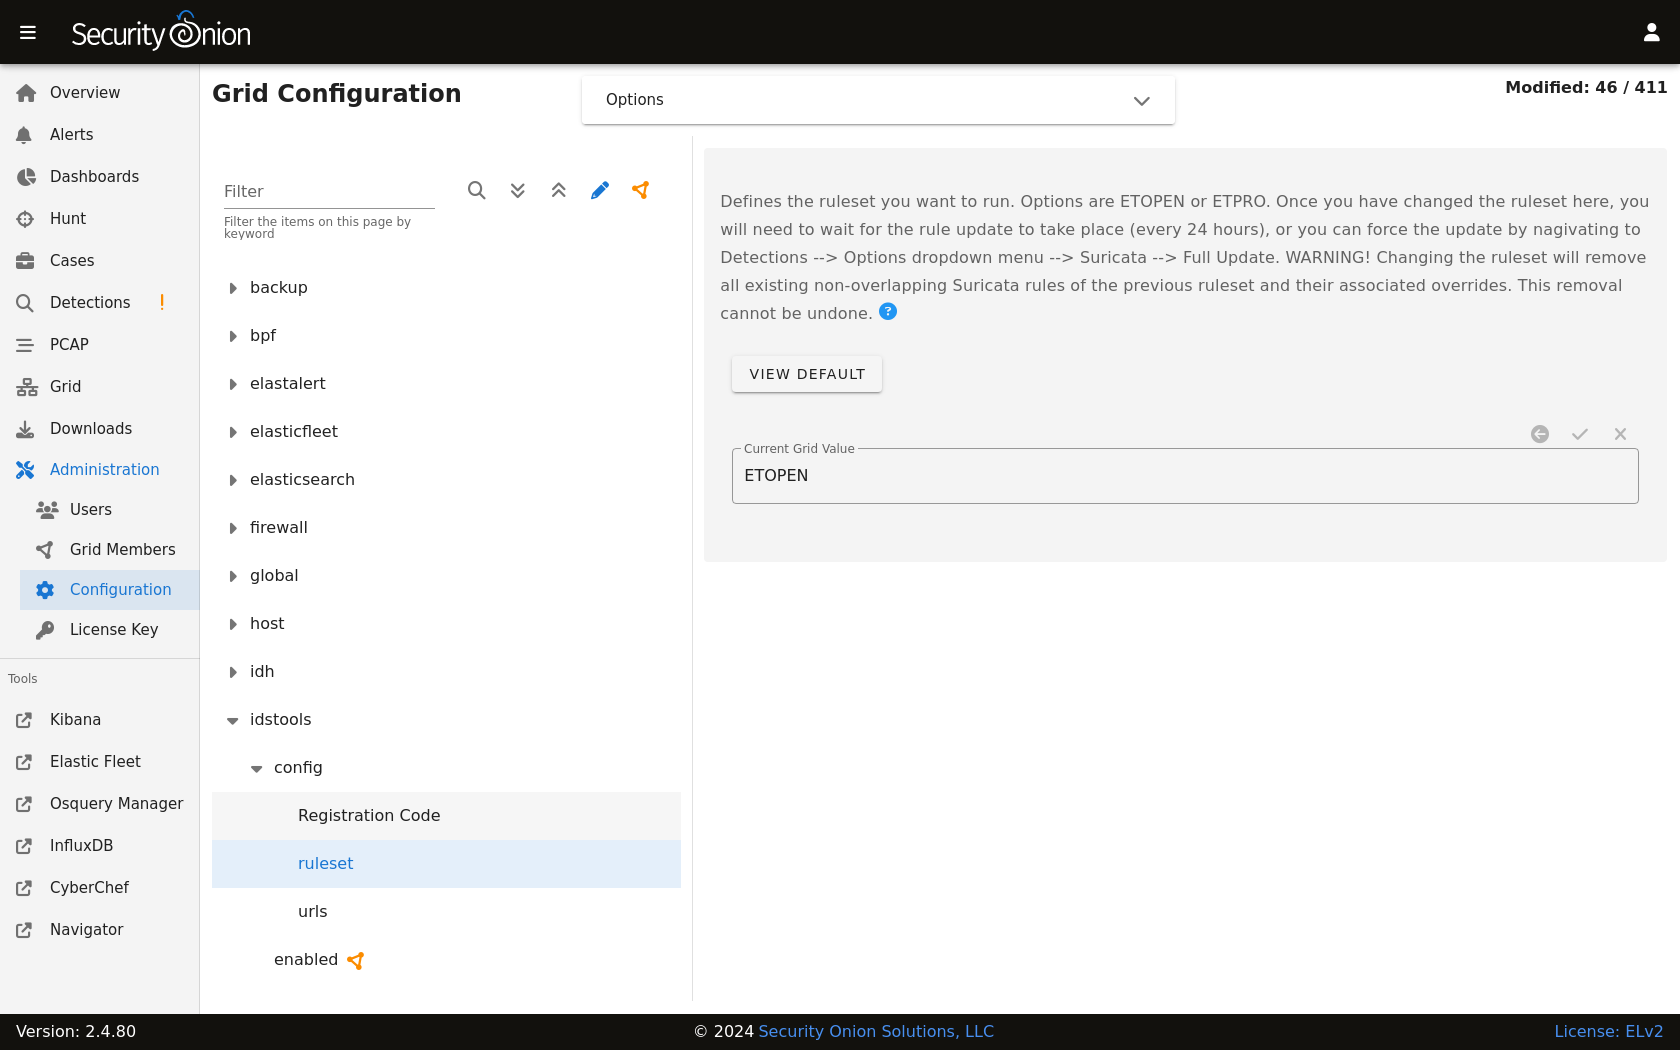 Security Onion
Overview
Alerts
Dashboards
Hunt
Cases
Detections !
PCAP
Grid
Downloads
Administration
Users
Grid Members
Configuration
License Key
Tools
Kibana
Elastic Fleet
Osquery Manager
InfluxDB
CyberChef
Navigator
Grid Configuration
Options
Modified: 46 / 411
Filter
Filter the items on this page by
keyword
backup
bpf
elastalert
elasticfleet
elasticsearch
firewall
global
host
idh
idstools
config
Registration Code
ruleset
urls
enabled
Defines the ruleset you want to run. Options are ETOPEN or ETPRO. Once you have changed the ruleset here, you
will need to wait for the rule update to take place (every 24 hours), or you can force the update by nagivating to
Detections --> Options dropdown menu --> Suricata --> Full Update. WARNING! Changing the ruleset will remove
all existing non-overlapping Suricata rules of the previous ruleset and their associated overrides. This removal
cannot be undone. ?
VIEW DEFAULT
Current Grid Value
ETOPEN
Version: 2.4.80
© 2024 Security Onion Solutions, LLC
License: ELv2